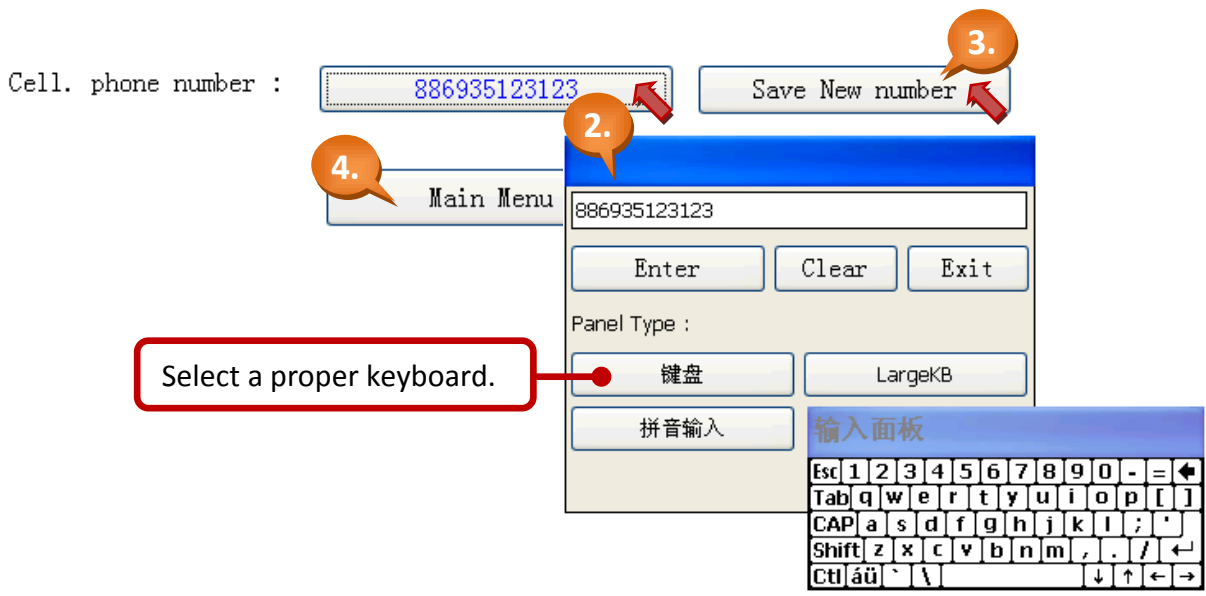 3.
Cell. phone number : 886935123123 Save New number
2.
4.
Main Menu
886935123123
Enter Clear Exit
Panel Type :
Select a proper keyboard. 键盘 LargeKB
拼音输入
输入面板
Esc 1 2 3 4 5 6 7 8 9 0 - =
Tab q w e r t y u i o p [ ]
CAP a s d f g h j k l ; '
Shift z x c v b n m , . / ↵
Ctl áü ` \ ↓ ↑ ← →